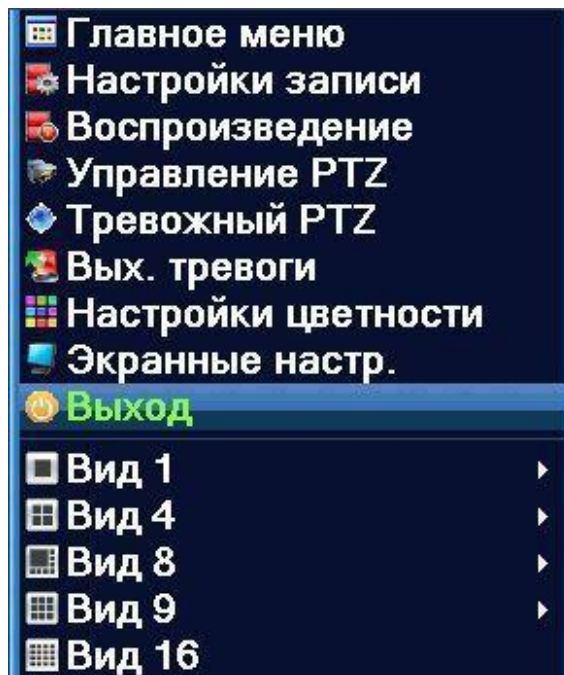 Главное меню
Настройки записи
Воспроизведение
Управление PTZ
Тревожный PTZ
Вых. тревоги
Настройки цветности
Экранные настр.
Выход
Вид 1
Вид 4
Вид 8
Вид 9
Вид 16